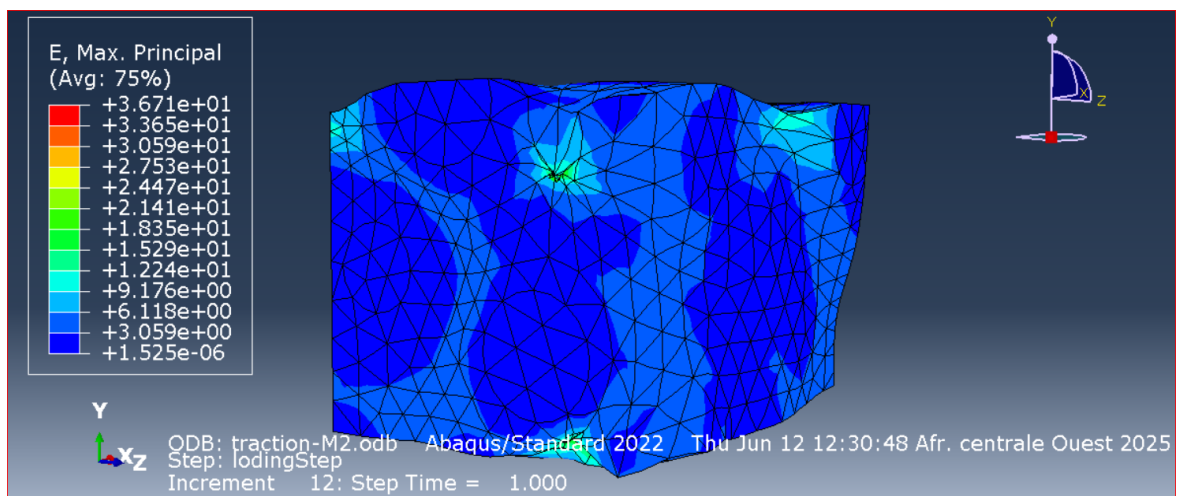 E, Max. Principal
(Avg: 75%)
+3.671e+01
+3.365e+01
+3.059e+01
+2.753e+01
+2.447e+01
+2.141e+01
+1.835e+01
+1.529e+01
+1.224e+01
+9.176e+00
+6.118e+00
+3.059e+00
+1.525e-06
Y
X
Z
Y
X
Z
ODB: traction-M2.odb Abaqus/Standard 2022 Thu Jun 12 12:30:48 Afr. centrale Ouest 2025
Step: lodingStep
Increment 12: Step Time = 1.000